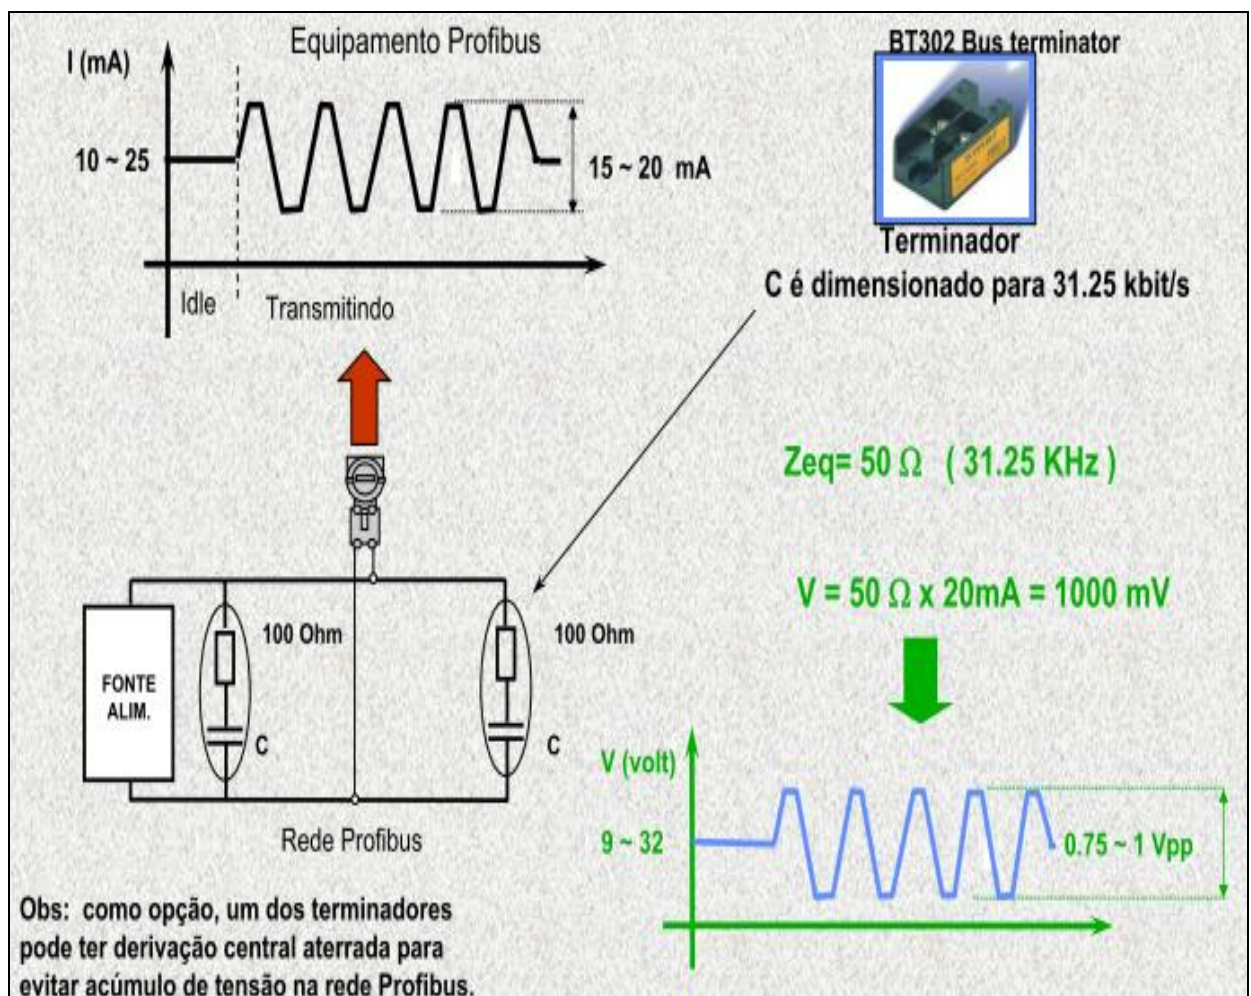 Equipamento Profibus
I (mA)
10 ~ 25
15 ~ 20 mA
Idle
Transmitindo
BT302 Bus terminator
Terminador
C é dimensionado para 31.25 kbit/s
Zeq= 50 Ω ( 31.25 KHz )
V = 50 Ω x 20mA = 1000 mV
100 Ohm
100 Ohm
FONTE
ALIM.
C
C
Rede Profibus
V (volt)
9 ~ 32
0.75 ~ 1 Vpp
Obs: como opção, um dos terminadores
pode ter derivação central aterrada para
evitar acúmulo de tensão na rede Profibus.